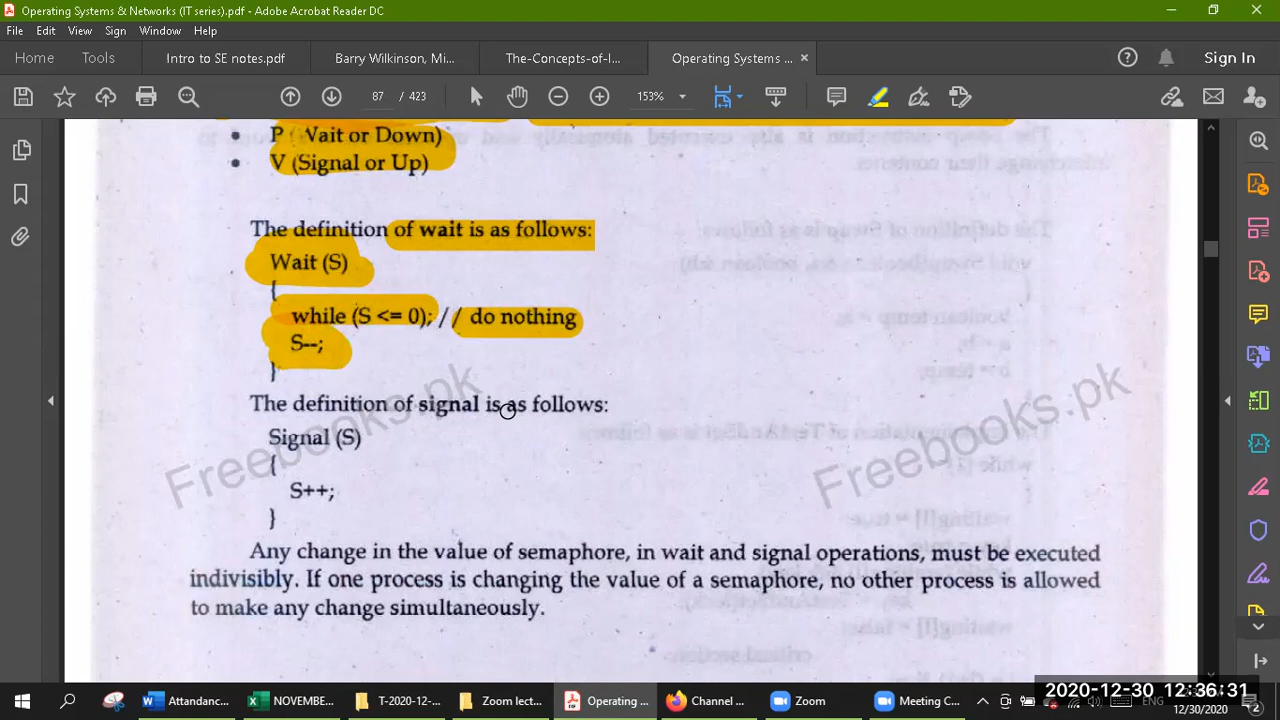 Operating Systems & Networks (IT series).pdf - Adobe Acrobat Reader DC
File Edit View Sign Window Help
Home Tools Intro to SE notes.pdf Barry Wilkinson, Mi... The-Concepts-of-I... Operating Systems ... × Sign In
87 / 423 153%
• P (Wait or Down)
• V (Signal or Up)
The definition of wait is as follows:
Wait (S)
{
while (S <= 0); // do nothing
S--;
}
The definition of signal is as follows:
Signal (S)
{
S++;
}
Any change in the value of semaphore, in wait and signal operations, must be executed
indivisibly. If one process is changing the value of a semaphore, no other process is allowed
to make any change simultaneously.
Freebooks.pk
Freebooks.pk
Attandanc... NOVEMBE... T-2020-12-... Zoom lect... Operating ... Channel ... Zoom Meeting C... ENG
2020-12-30 12:36:31
12/30/2020 2